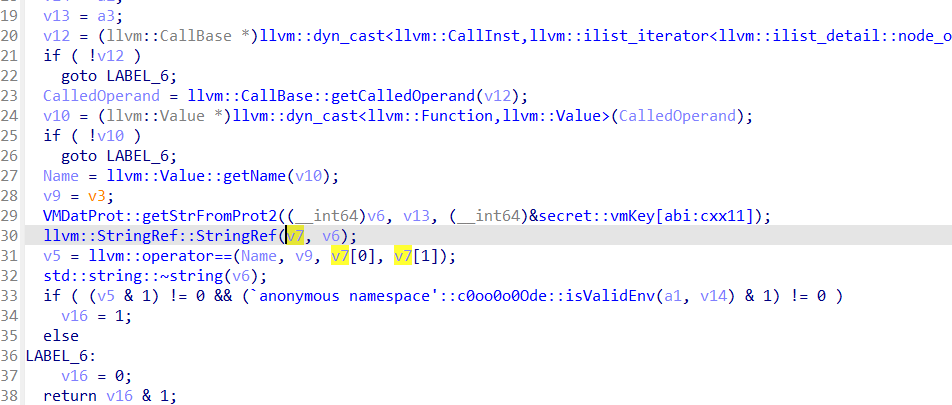 19 v13 = a3;
20 v12 = (llvm::CallBase *)llvm::dyn_cast<llvm::CallInst,llvm::ilist_iterator<llvm::ilist_detail::node_o
21 if ( !v12 )
22 goto LABEL_6;
23 CalledOperand = llvm::CallBase::getCalledOperand(v12);
24 v10 = (llvm::Value *)llvm::dyn_cast<llvm::Function,llvm::Value>(CalledOperand);
25 if ( !v10 )
26 goto LABEL_6;
27 Name = llvm::Value::getName(v10);
28 v9 = v3;
29 VMDatProt::getStrFromProt2((__int64)v6, v13, (__int64)&secret::vmKey[abi:cxx11]);
30 llvm::StringRef::StringRef(v7, v6);
31 v5 = llvm::operator==(Name, v9, v7[0], v7[1]);
32 std::string::~string(v6);
33 if ( (v5 & 1) != 0 && (`anonymous namespace'::c0oo0o0Ode::isValidEnv(a1, v14) & 1) != 0 )
34 v16 = 1;
35 else
36 LABEL_6:
37 v16 = 0;
38 return v16 & 1;